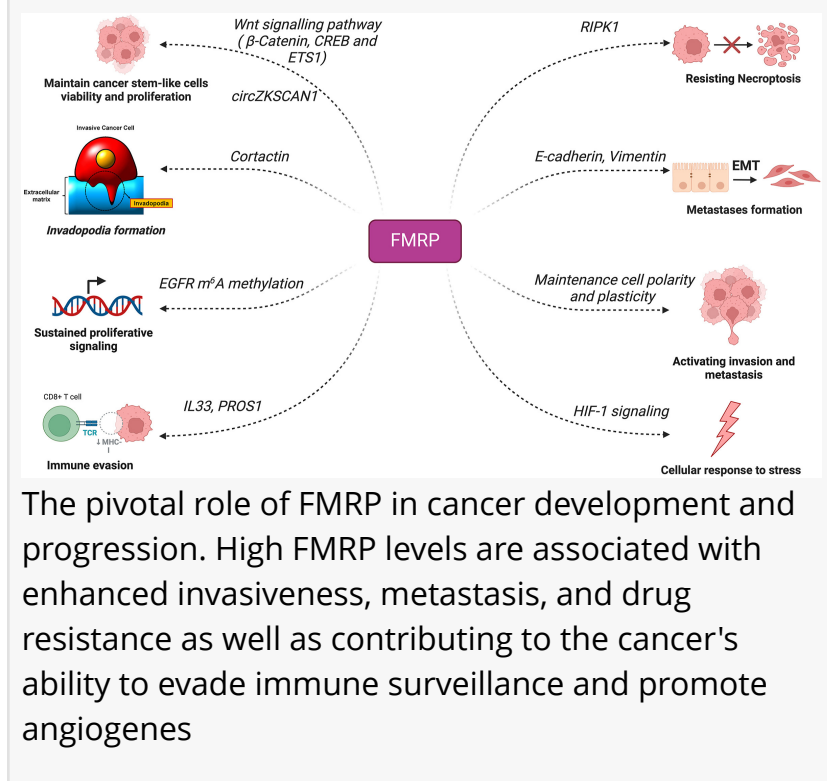 Wnt signalling pathway
( β-Catenin, CREB and
ETS1)
circZKSCAN1
Maintain cancer stem-like cells
viability and proliferation
RIPK1
Resisting Necroptosis
Invasive Cancer Cell
Extracellular
matrix
Invadopodia
Cortactin
Invadopodia formation
E-cadherin, Vimentin
EMT
Metastases formation
FMRP
EGFR m⁶A methylation
Sustained proliferative
signaling
Maintenance cell polarity
and plasticity
Activating invasion and
metastasis
CD8+ T cell
TCR
↓ MHC-
I
IL33, PROS1
Immune evasion
HIF-1 signaling
Cellular response to stress
The pivotal role of FMRP in cancer development and
progression. High FMRP levels are associated with
enhanced invasiveness, metastasis, and drug
resistance as well as contributing to the cancer's
ability to evade immune surveillance and promote
angiogenes